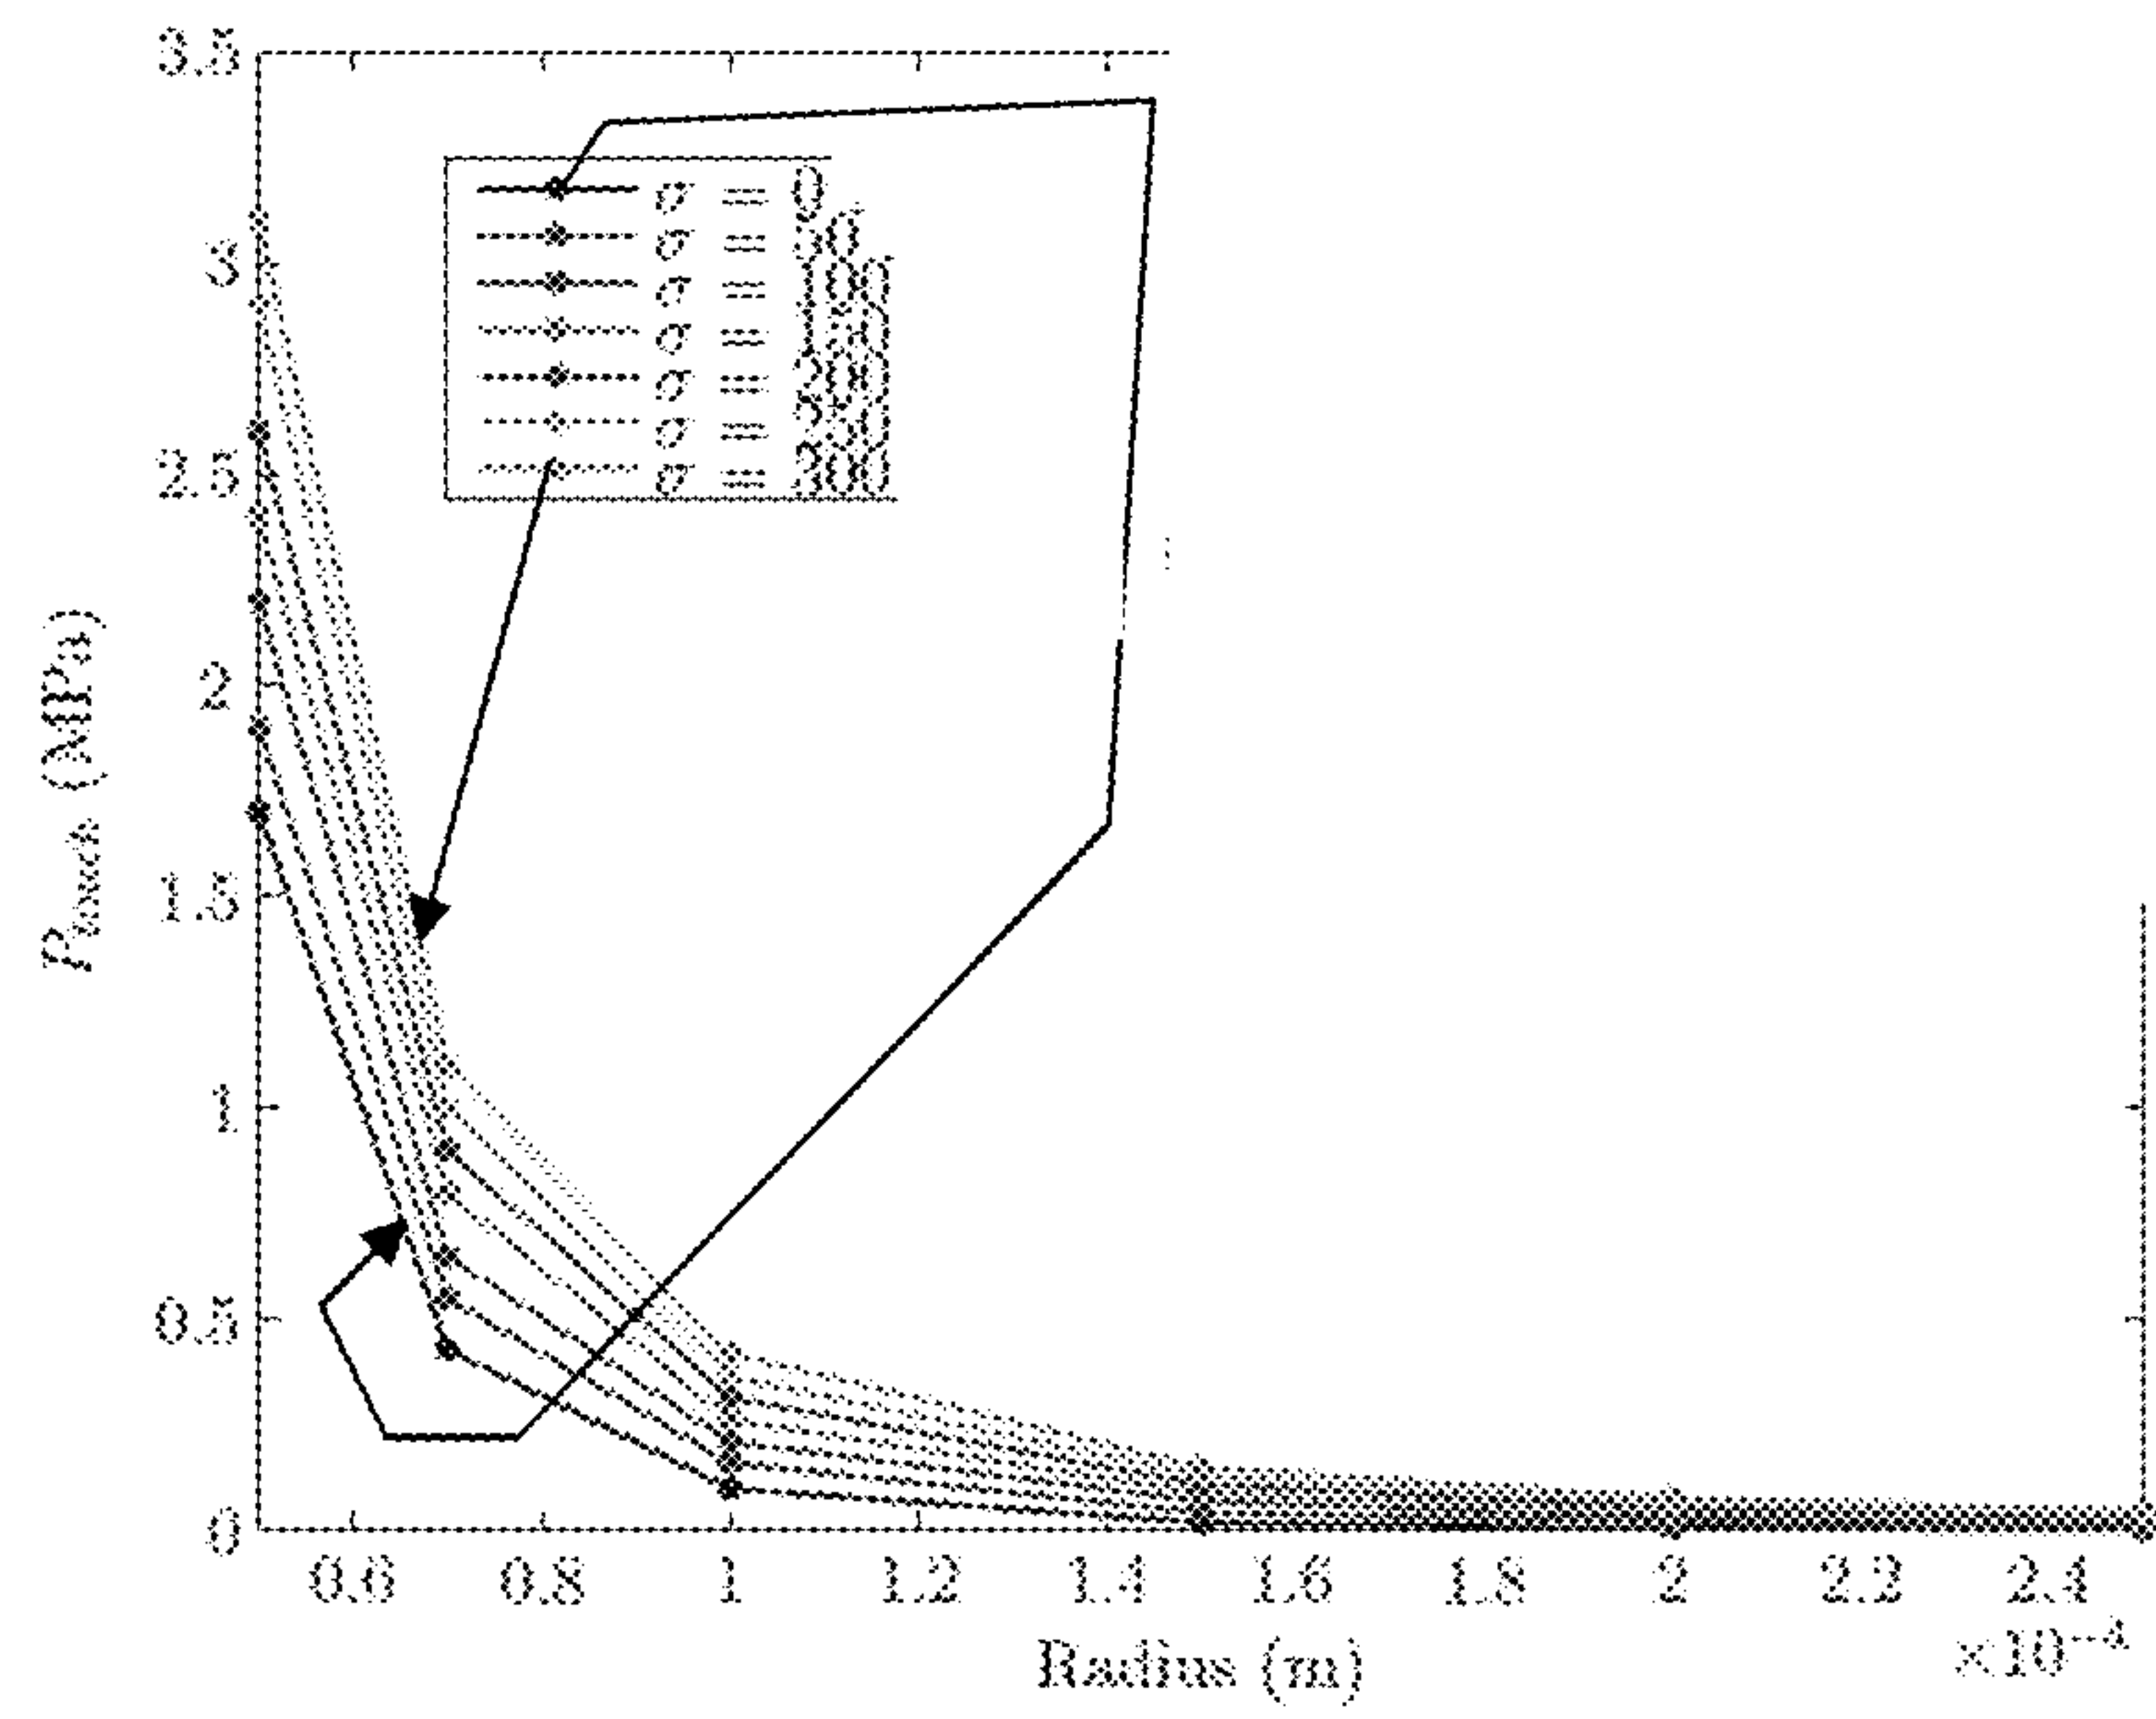 3.5
3
2.5
2
1.5
1
0.5
0
(MPa)
σ = 0
σ = 50
σ = 100
σ = 150
σ = 200
σ = 250
σ = 300
0.6 0.8 1 1.2 1.4 1.6 1.8 2 2.2 2.4
×10⁻⁴
Radius (m)